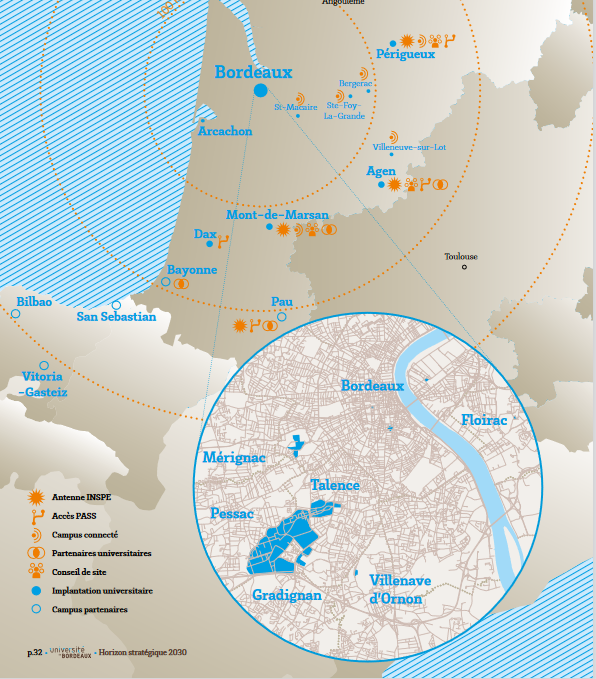 Angoulême
100
Périgueux
Bordeaux
Bergerac
St-Macaire
Ste-Foy-
La-Grande
Arcachon
Villeneuve-sur-Lot
Agen
Mont-de-Marsan
Dax
Toulouse
Bayonne
Bilbao
Pau
San Sebastian
Vitoria
-Gasteiz
Bordeaux
Floirac
Mérignac
Talence
Pessac
Gradignan
Villenave
d'Ornon
Antenne INSPE
Accès PASS
Campus connecté
Partenaires universitaires
Conseil de site
Implantation universitaire
Campus partenaires
p.32 • université de BORDEAUX • Horizon stratégique 2030